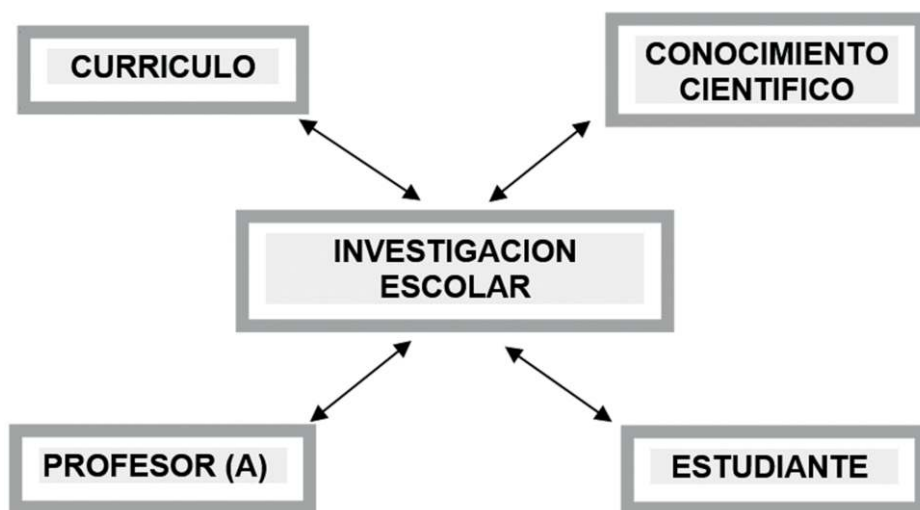 CURRICULO
CONOCIMIENTO
CIENTIFICO
INVESTIGACION
ESCOLAR
PROFESOR (A)
ESTUDIANTE